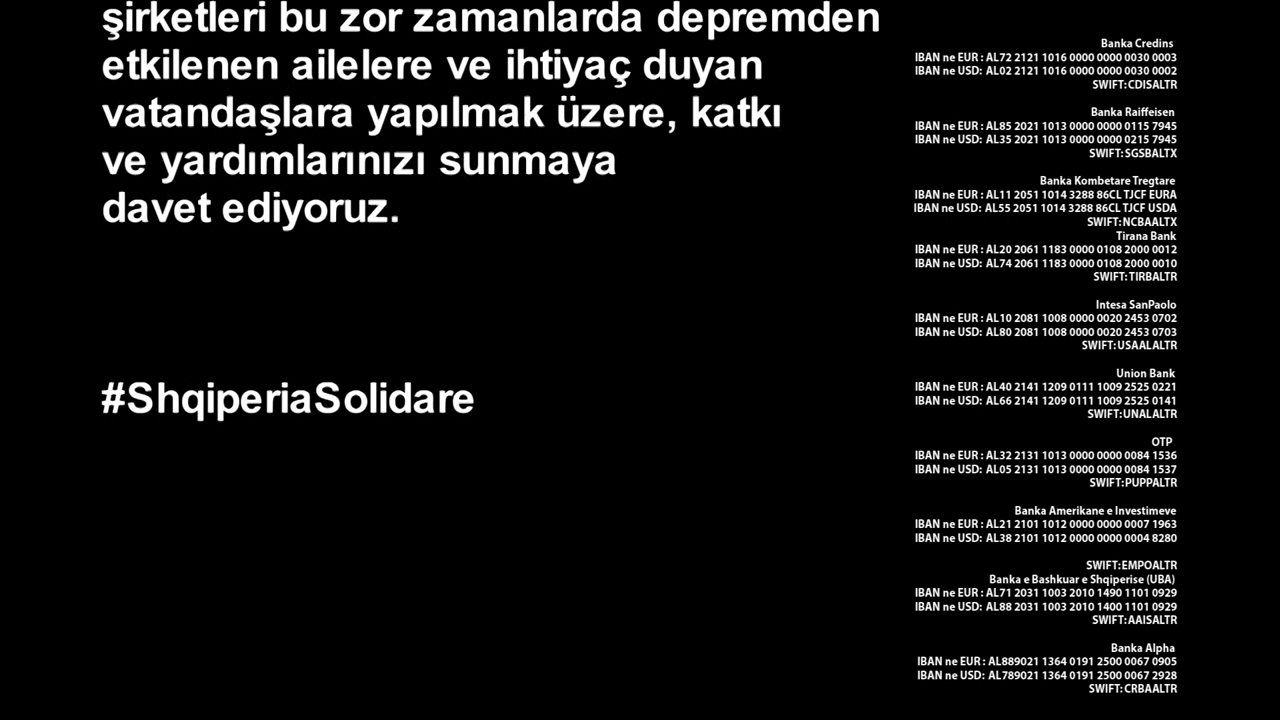 şirketleri bu zor zamanlarda depremden
etkilenen ailelere ve ihtiyaç duyan
vatandaşlara yapılmak üzere, katkı
ve yardımlarınızı sunmaya
davet ediyoruz.
#ShqiperiaSolidare
Banka Credins
IBAN ne EUR : AL72 2121 1016 0000 0000 0030 0003
IBAN ne USD: AL02 2121 1016 0000 0000 0030 0002
SWIFT:CDISALTR
Banka Raiffeisen
IBAN ne EUR : AL85 2021 1013 0000 0000 0115 7945
IBAN ne EUR : AL35 2021 1013 0000 0000 0215 7945
SWIFT:SGSBALTX
Banka Kombetare Tregtare
IBAN ne EUR : AL11 2051 1014 3288 86CL TJCF EURA
IBAN ne USD: AL55 2051 1014 3288 86CL TJCF USDA
SWIFT:NCBAALTX
Tirana Bank
IBAN ne EUR : AL20 2061 1183 0000 0108 2000 0012
IBAN ne USD: AL74 2061 1183 0000 0108 2000 0010
SWIFT:TIRBALTR
Intesa SanPaolo
IBAN ne EUR : AL10 2081 1008 0000 0020 2453 0702
IBAN ne USD: AL80 2081 1008 0000 0020 2453 0703
SWIFT:USAALALTR
Union Bank
IBAN ne EUR : AL40 2141 1209 0111 1009 2525 0221
IBAN ne USD: AL66 2141 1209 0111 1009 2525 0141
SWIFT:UNALALTR
OTP
IBAN ne EUR : AL32 2131 1013 0000 0000 0084 1536
IBAN ne USD: AL05 2131 1013 0000 0000 0084 1537
SWIFT:PUPPALTR
Banka Amerikane e Investimeve
IBAN ne EUR : AL21 2101 1012 0000 0000 0007 1963
IBAN ne USD: AL38 2101 1012 0000 0000 0004 8280
SWIFT:EMPOALTR
Banka e Bashkuar e Shqiperise (UBA)
IBAN ne EUR : AL71 2031 1003 2010 1490 1101 0929
IBAN ne USD: AL88 2031 1003 2010 1400 1101 0929
SWIFT:AAISALTR
Banka Alpha
IBAN ne EUR : AL889021 1364 0191 2500 0067 0905
IBAN ne USD: AL789021 1364 0191 2500 0067 2928
SWIFT:CRBAALTR